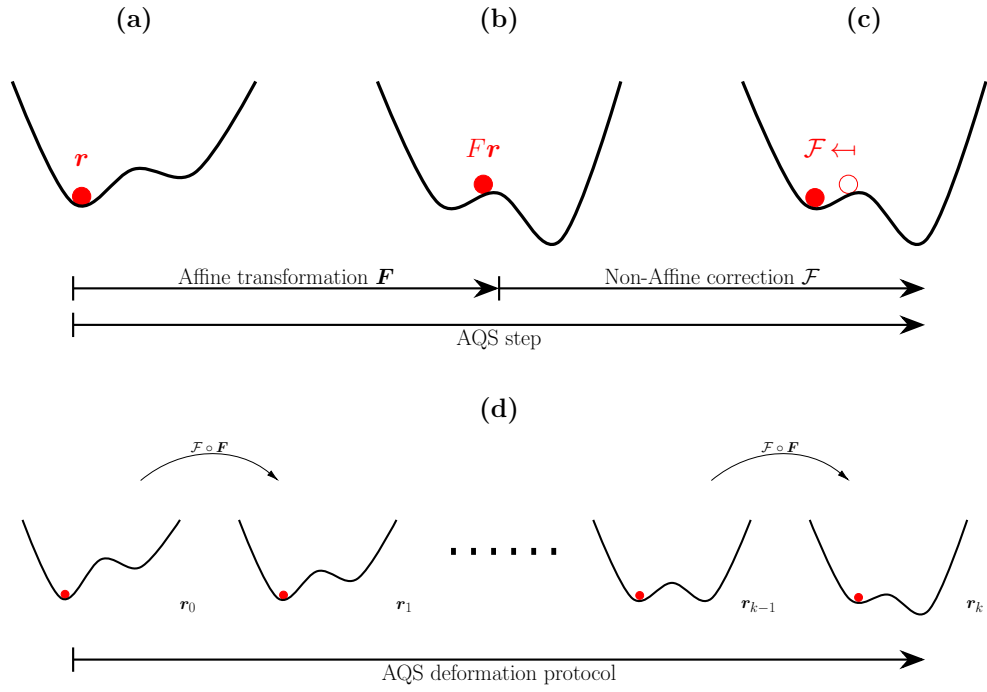 (a) (b) (c)
r Fr ℱ ↤
Affine transformation F Non-Affine correction ℱ
AQS step
(d)
ℱ ∘ F ℱ ∘ F
......
r₀ r₁ rₖ₋₁ rₖ
AQS deformation protocol